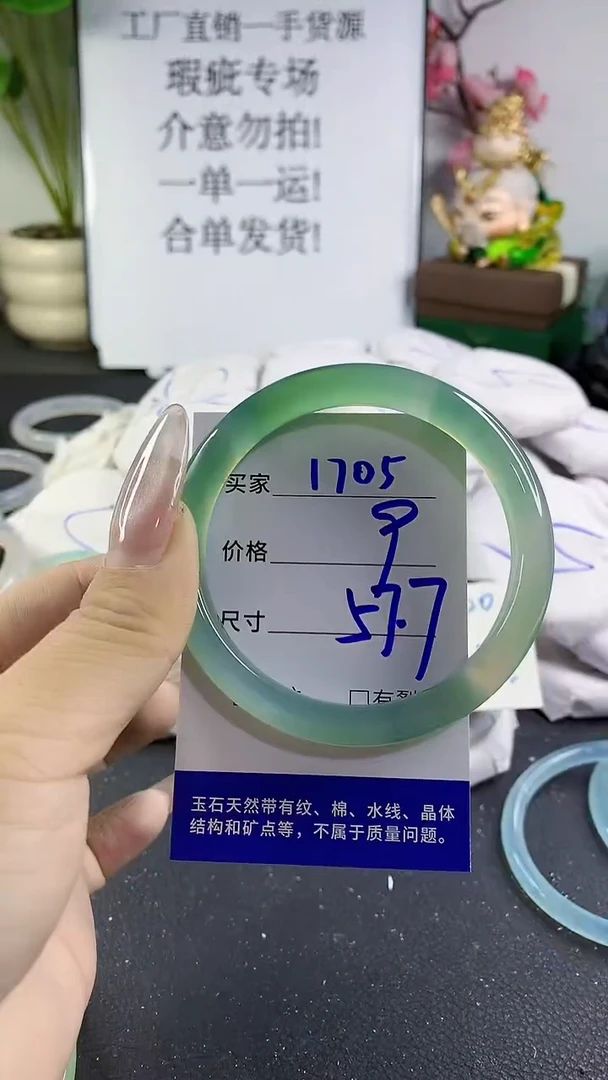 工厂直销一手货源
瑕疵专场
介意勿拍!
一单一运!
合单发货!
买家 1705
价格 9
尺寸 57.7
□有裂
玉石天然带有纹、棉、水线、晶体
结构和矿点等，不属于质量问题。